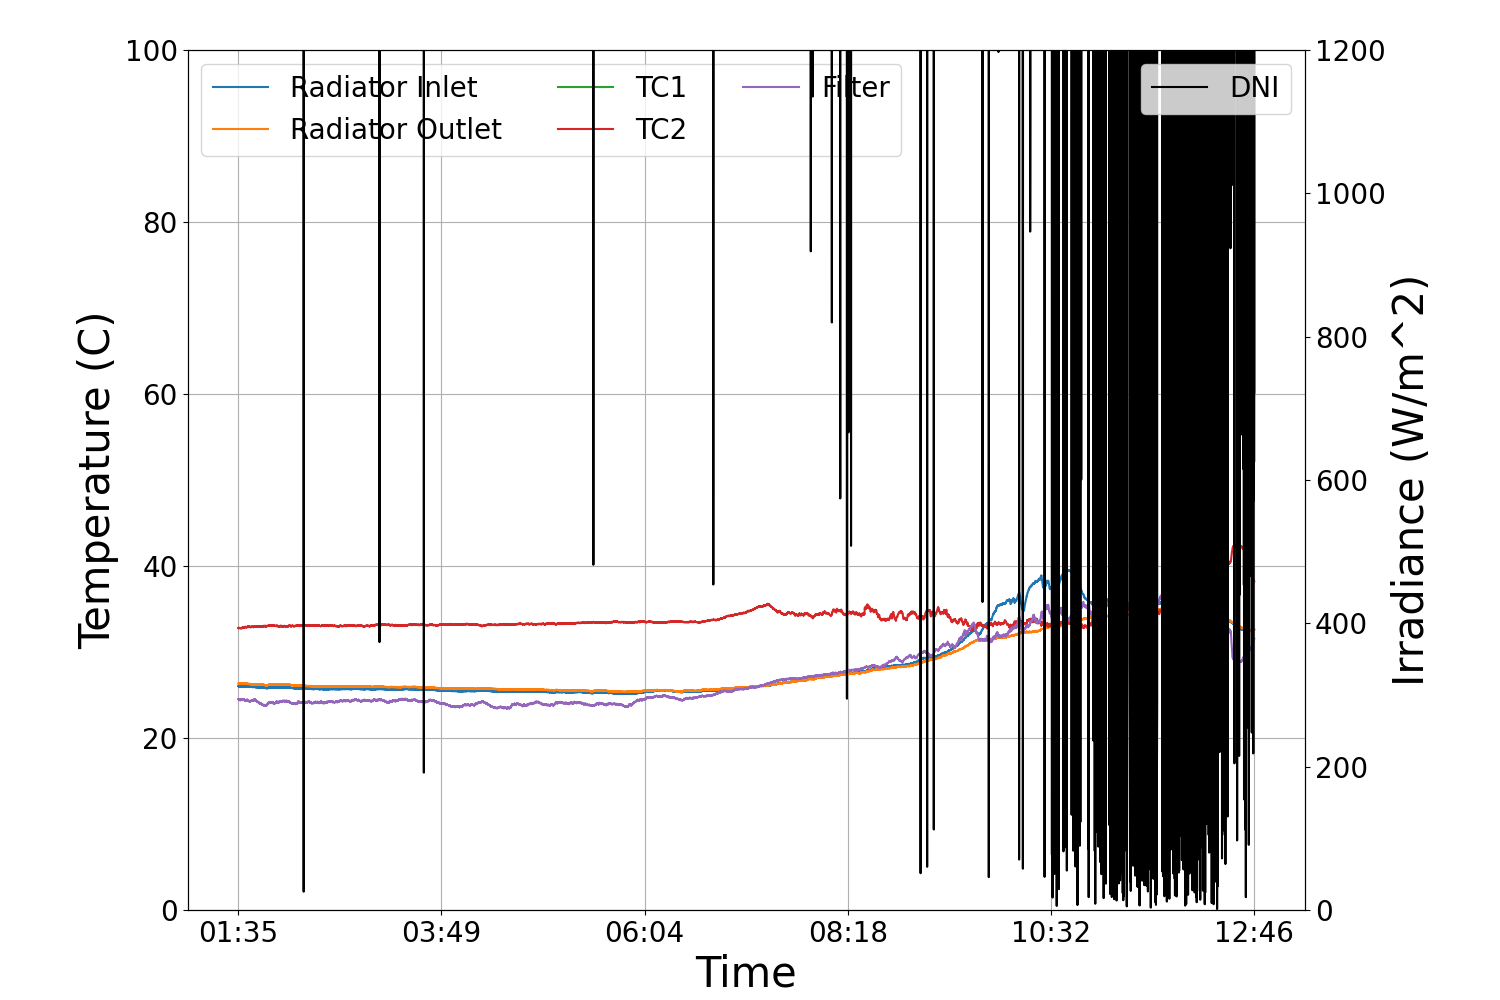 Radiator Inlet
Radiator Outlet
TC1
TC2
Filter
DNI
Temperature (C)
100
80
60
40
20
0
1200
1000
800
600
400
200
0
Irradiance (W/m^2)
01:35 03:49 06:04 08:18 10:32 12:46
Time